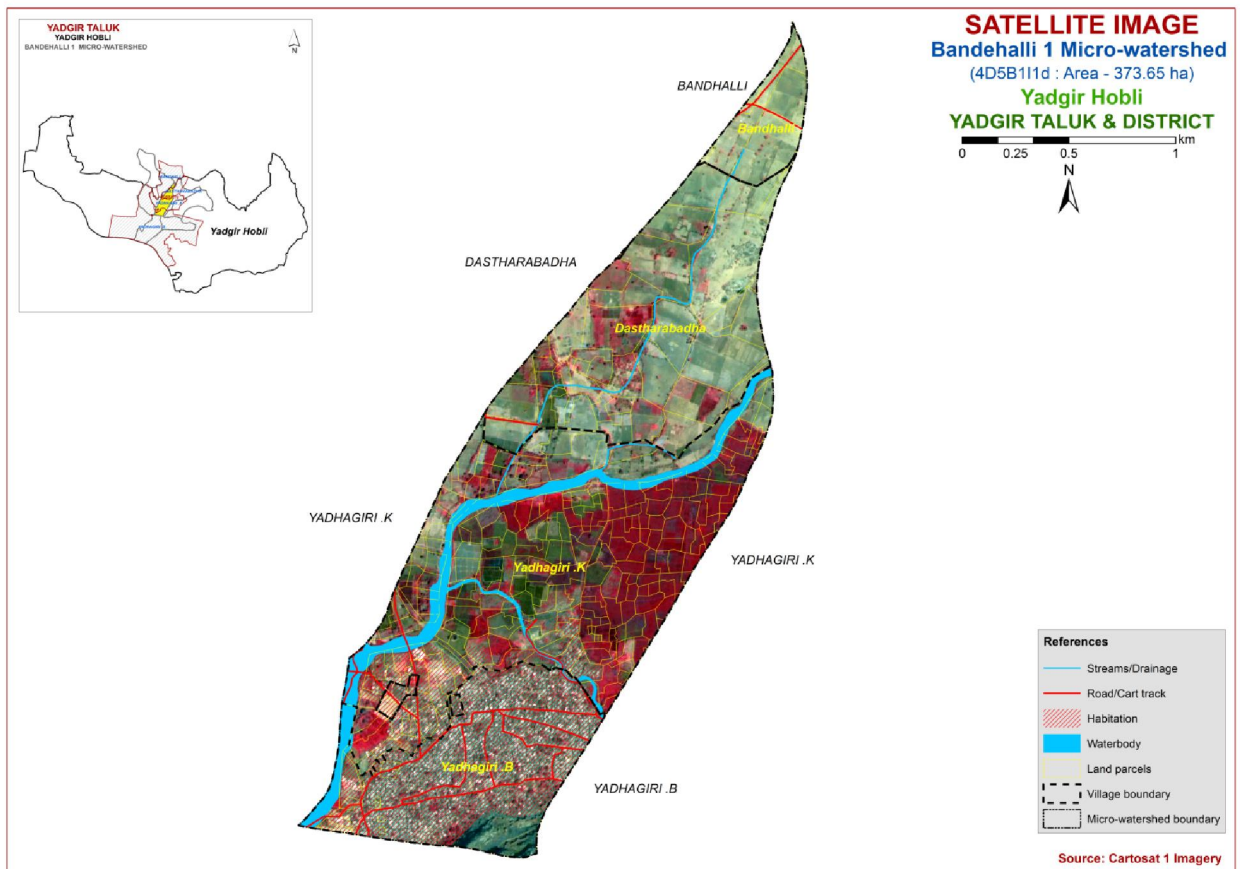 YADGIR TALUK
YADGIR HOBLI
BANDEHALLI 1 MICRO-WATERSHED
N
Yadgir Hobli
SATELLITE IMAGE
Bandehalli 1 Micro-watershed
(4D5B1I1d : Area - 373.65 ha)
Yadgir Hobli
YADGIR TALUK & DISTRICT
km
0 0.25 0.5 1
N
BANDHALLI
Bandhalli
DASTHARABADHA
Dastharabadha
YADHAGIRI .K
YADHAGIRI .K
Yadhagiri .K
Yadhagiri .B
YADHAGIRI .B
References
Streams/Drainage
Road/Cart track
Habitation
Waterbody
Land parcels
Village boundary
Micro-watershed boundary
Source: Cartosat 1 Imagery